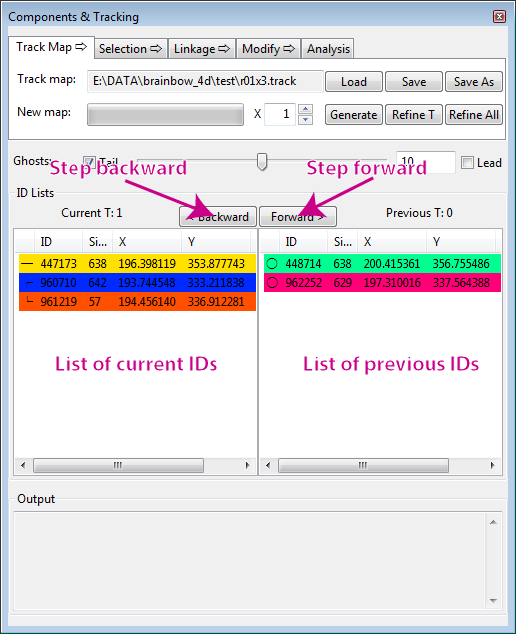 Components & Tracking
Track Map Selection Linkage Modify Analysis
Track map: E:\DATA\brainbow_4d\test\r01x3.track Load Save Save As
New map: X 1 Generate Refine T Refine All
Ghosts: Tail 10 Lead
Step backward Step forward
ID Lists
Current T: 1 < Backward Forward > Previous T: 0
ID Si... X Y ID Si... X Y
447173 638 196.398119 353.877743 448714 638 200.415361 356.755486
960710 642 193.744548 333.211838 962252 629 197.310016 337.564388
961219 57 194.456140 336.912281
List of current IDs List of previous IDs
Output